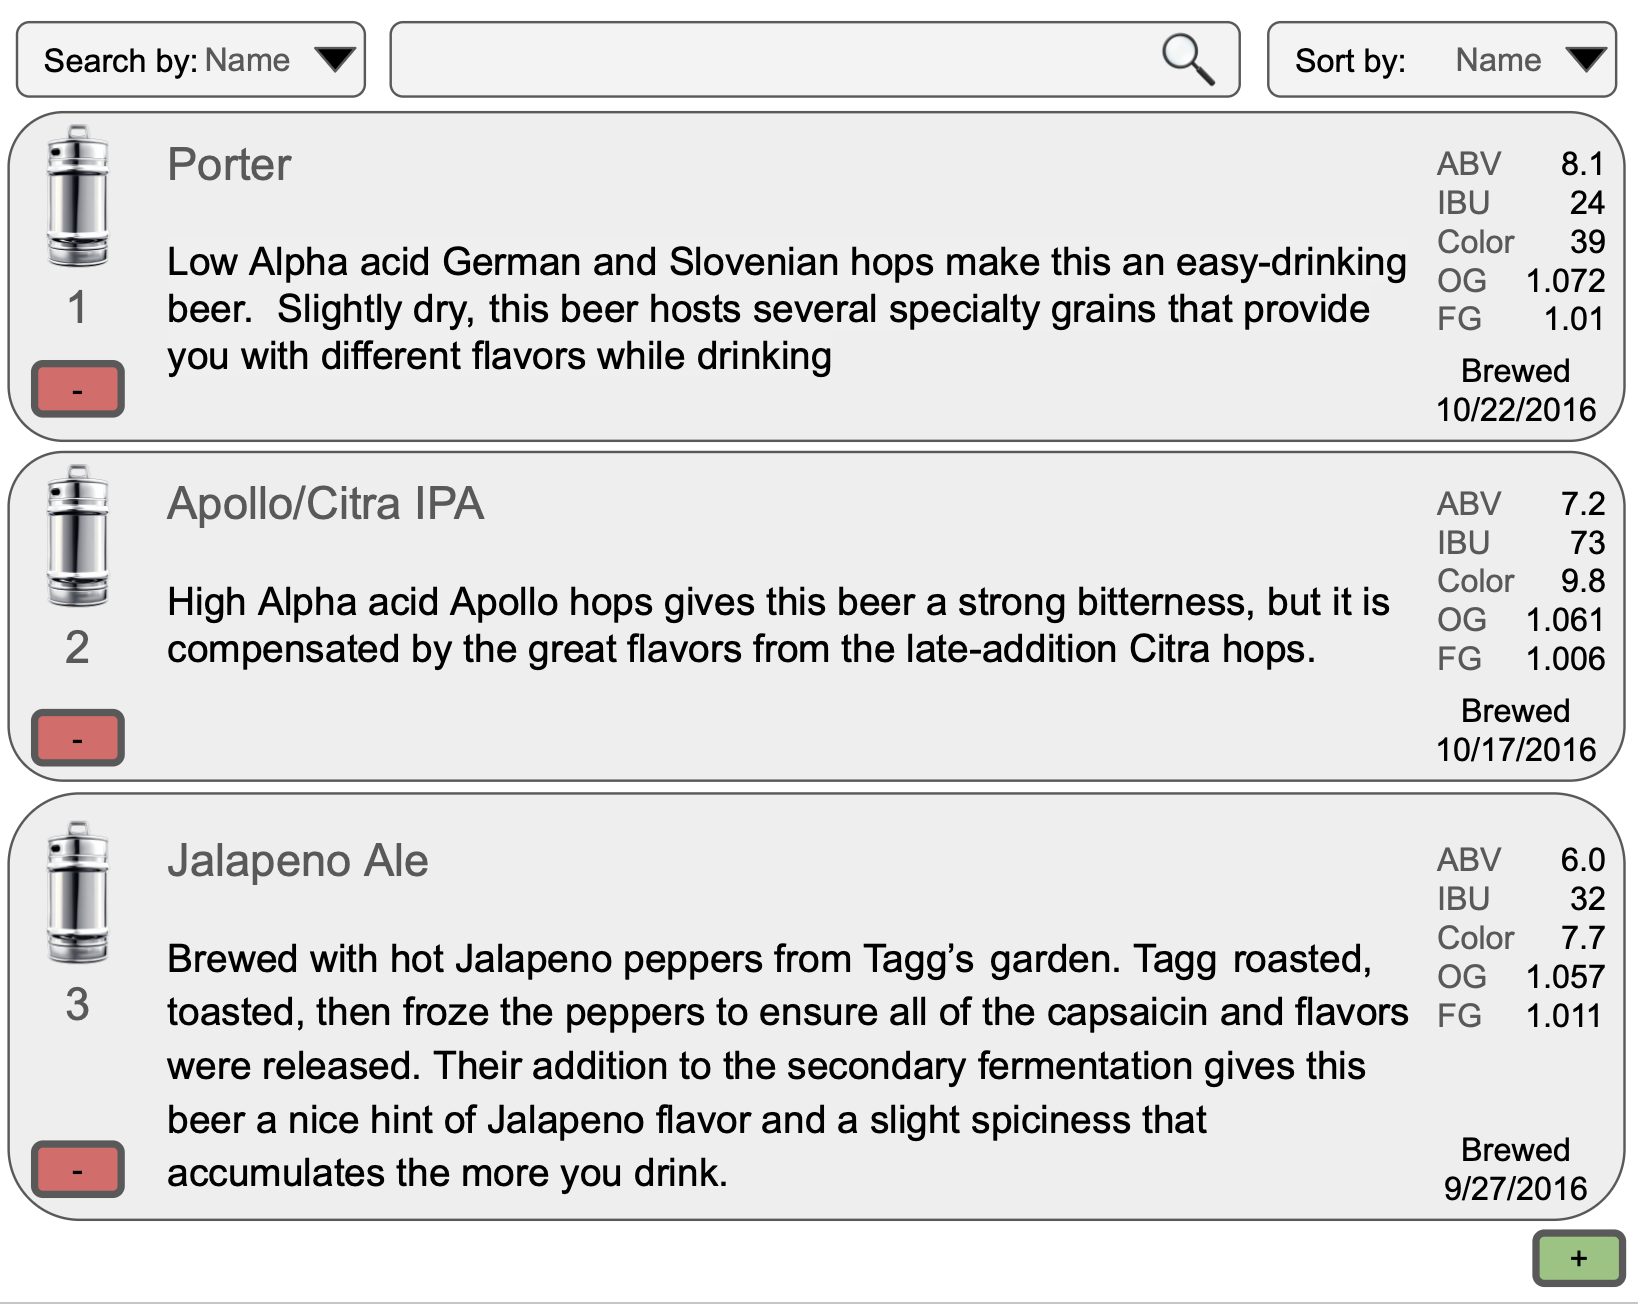 Search by: Name
Sort by: Name
Porter
Low Alpha acid German and Slovenian hops make this an easy-drinking
beer.  Slightly dry, this beer hosts several specialty grains that provide
you with different flavors while drinking
1
-
ABV 8.1
IBU 24
Color 39
OG 1.072
FG 1.01
Brewed
10/22/2016
Apollo/Citra IPA
High Alpha acid Apollo hops gives this beer a strong bitterness, but it is
compensated by the great flavors from the late-addition Citra hops.
2
-
ABV 7.2
IBU 73
Color 9.8
OG 1.061
FG 1.006
Brewed
10/17/2016
Jalapeno Ale
Brewed with hot Jalapeno peppers from Tagg’s garden. Tagg roasted,
toasted, then froze the peppers to ensure all of the capsaicin and flavors
were released. Their addition to the secondary fermentation gives this
beer a nice hint of Jalapeno flavor and a slight spiciness that
accumulates the more you drink.
3
-
ABV 6.0
IBU 32
Color 7.7
OG 1.057
FG 1.011
Brewed
9/27/2016
+